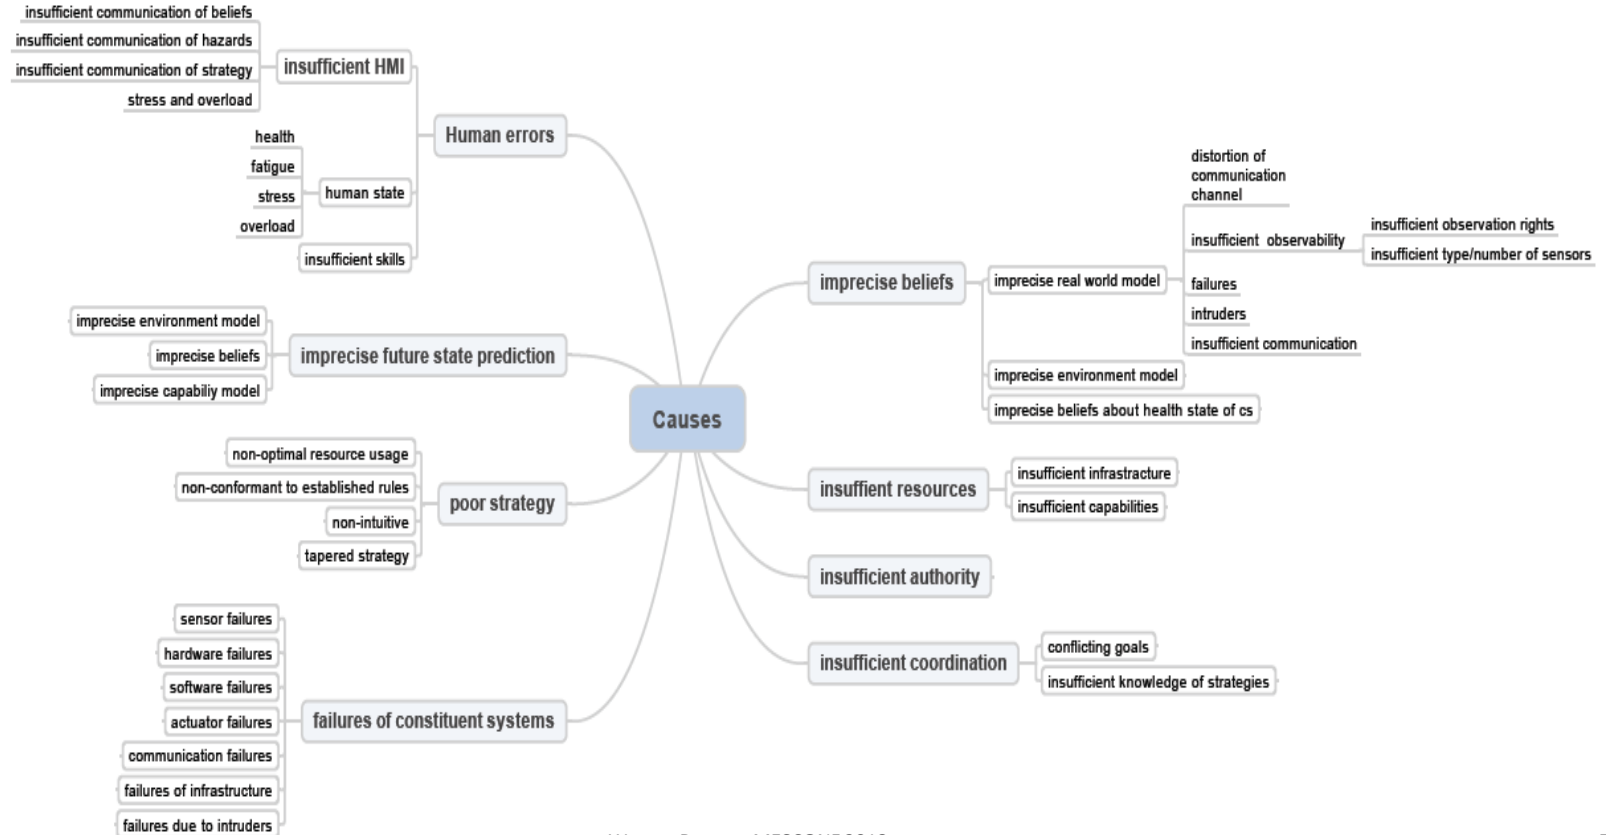 insufficient communication of beliefs
insufficient communication of hazards
insufficient communication of strategy
stress and overload
insufficient HMI
health
fatigue
stress
overload
human state
insufficient skills
Human errors
imprecise environment model
imprecise beliefs
imprecise capabiliy model
imprecise future state prediction
non-optimal resource usage
non-conformant to established rules
non-intuitive
tapered strategy
poor strategy
sensor failures
hardware failures
software failures
actuator failures
communication failures
failures of infrastructure
failures due to intruders
failures of constituent systems
Causes
imprecise beliefs
imprecise real world model
distortion of
communication
channel
insufficient observability
insufficient observation rights
insufficient type/number of sensors
failures
intruders
insufficient communication
imprecise environment model
imprecise beliefs about health state of cs
insuffient resources
insufficient infrastracture
insufficient capabilities
insufficient authority
insufficient coordination
conflicting goals
insufficient knowledge of strategies